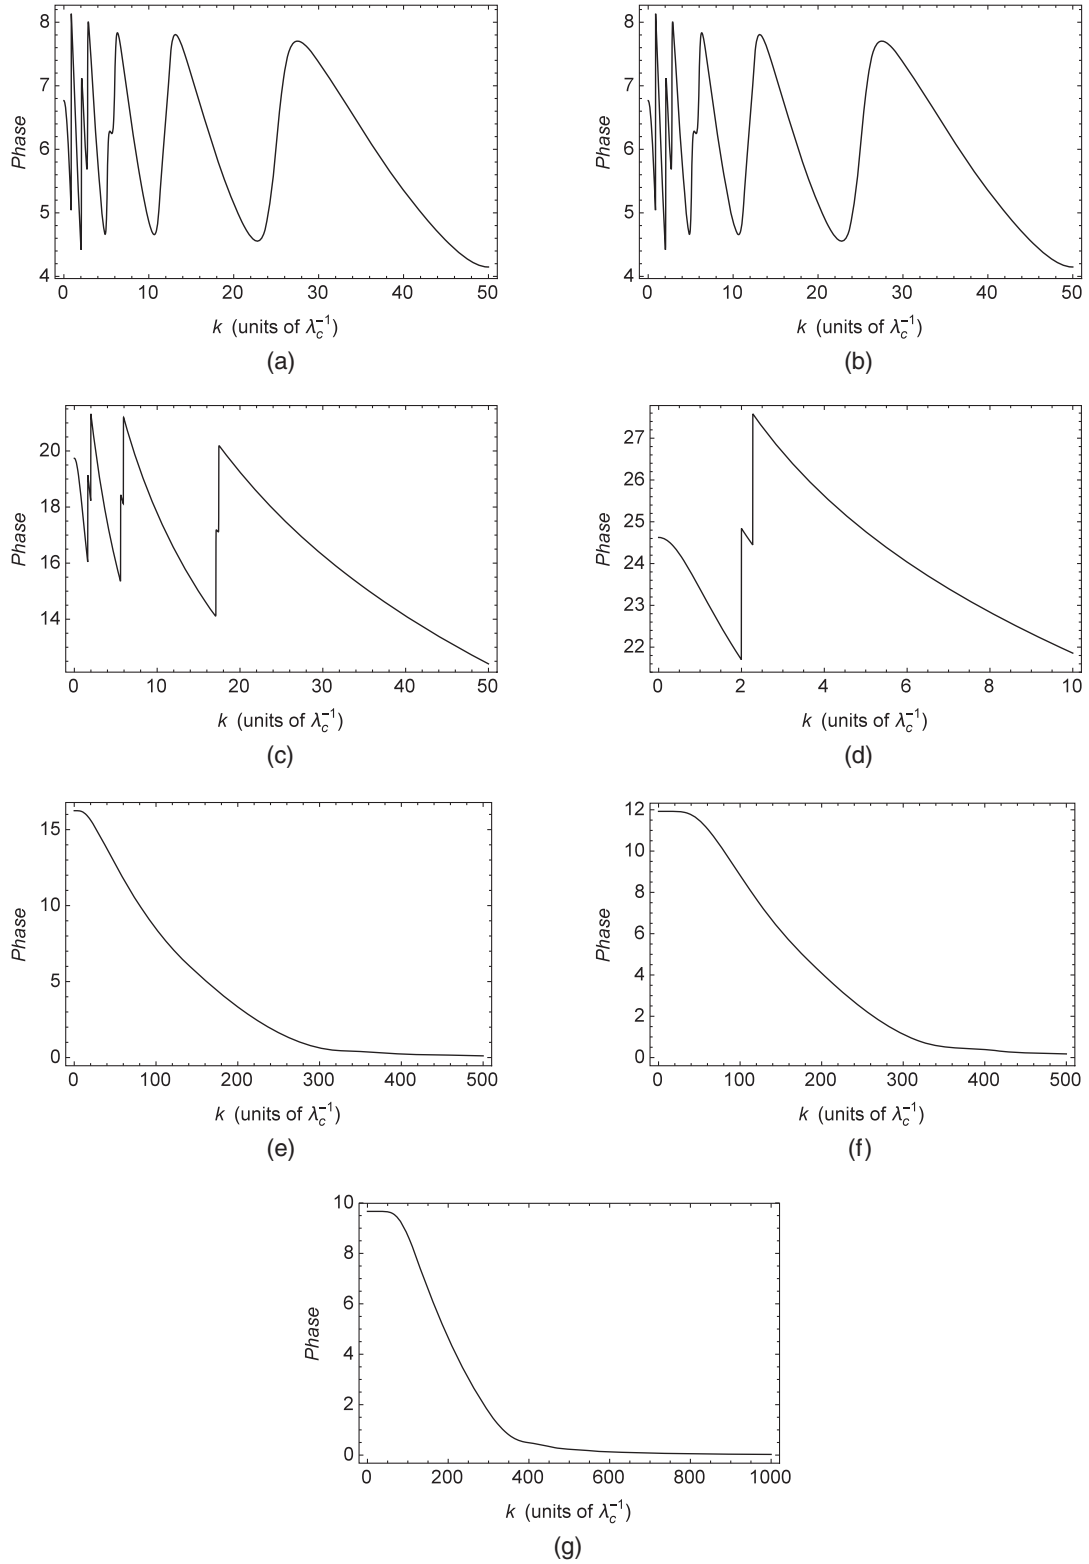 8
7
6
5
4
Phase
0 10 20 30 40 50
k (units of λc⁻¹)
(a)
8
7
6
5
4
Phase
0 10 20 30 40 50
k (units of λc⁻¹)
(b)
20
18
16
14
Phase
0 10 20 30 40 50
k (units of λc⁻¹)
(c)
27
26
25
24
23
22
Phase
0 2 4 6 8 10
k (units of λc⁻¹)
(d)
15
10
5
0
Phase
0 100 200 300 400 500
k (units of λc⁻¹)
(e)
12
10
8
6
4
2
0
Phase
0 100 200 300 400 500
k (units of λc⁻¹)
(f)
10
8
6
4
2
0
Phase
0 200 400 600 800 1000
k (units of λc⁻¹)
(g)